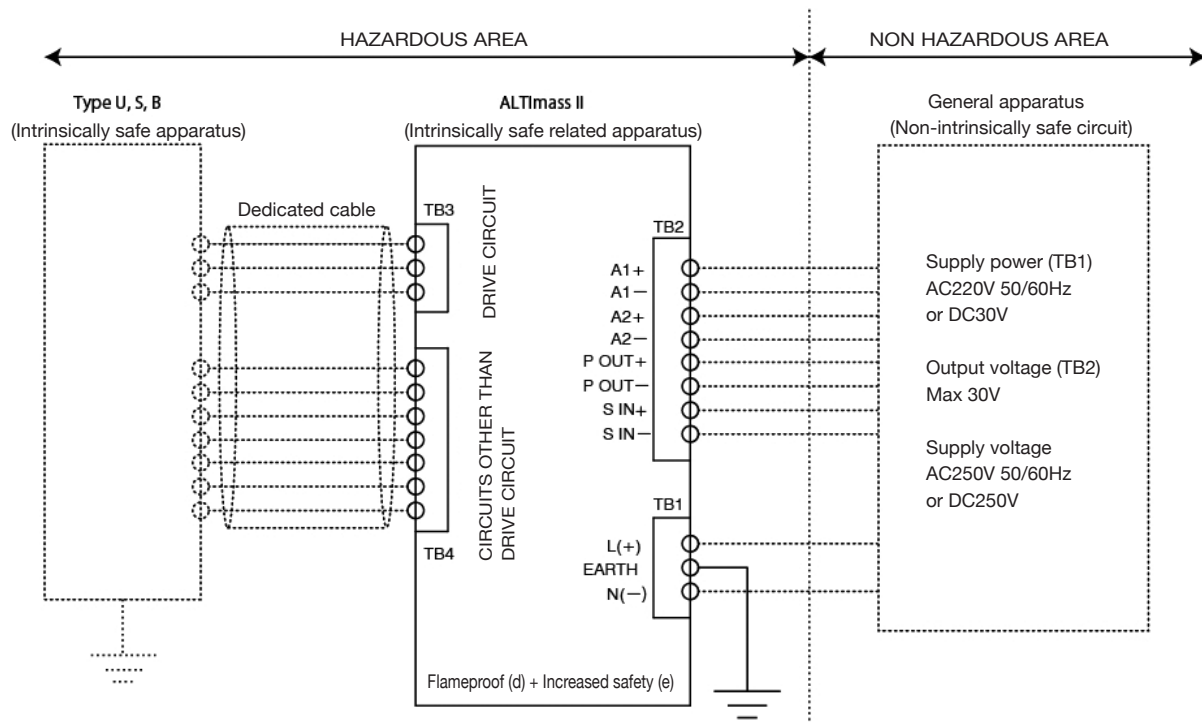 HAZARDOUS AREA
NON HAZARDOUS AREA
Type U, S, B
(Intrinsically safe apparatus)
ALTImass II
(Intrinsically safe related apparatus)
General apparatus
(Non-intrinsically safe circuit)
Dedicated cable
TB3
DRIVE CIRCUIT
TB4
CIRCUITS OTHER THAN
DRIVE CIRCUIT
TB2
A1+
A1−
A2+
A2−
P OUT+
P OUT−
S IN+
S IN−
TB1
L(+)
EARTH
N(−)
Flameproof (d) + Increased safety (e)
Supply power (TB1)
AC220V 50/60Hz
or DC30V
Output voltage (TB2)
Max 30V
Supply voltage
AC250V 50/60Hz
or DC250V